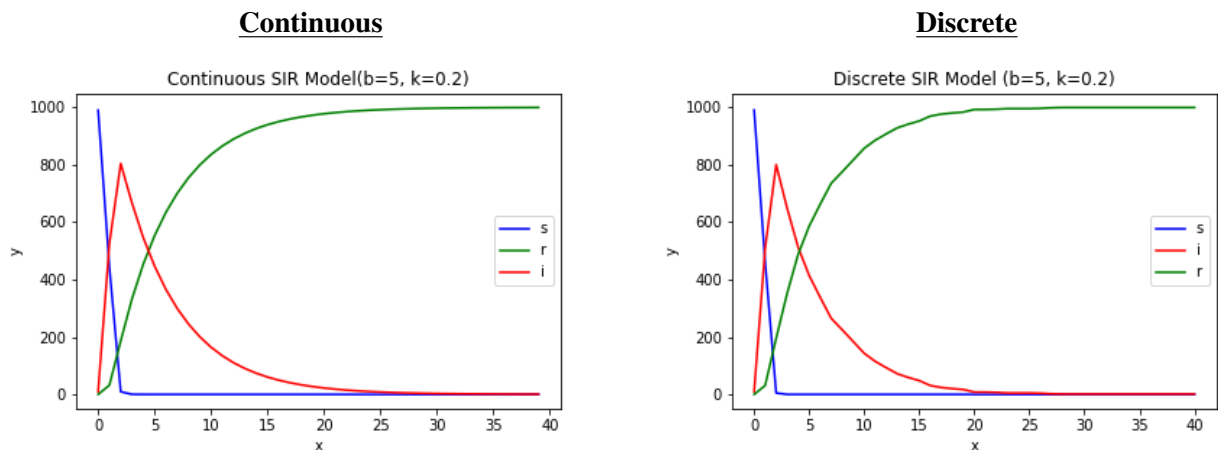 Continuous
Continuous SIR Model(b=5, k=0.2)
1000
800
600
400
200
0
y
s
r
i
0 5 10 15 20 25 30 35 40
x
Discrete
Discrete SIR Model (b=5, k=0.2)
1000
800
600
400
200
0
y
s
i
r
0 5 10 15 20 25 30 35 40
x